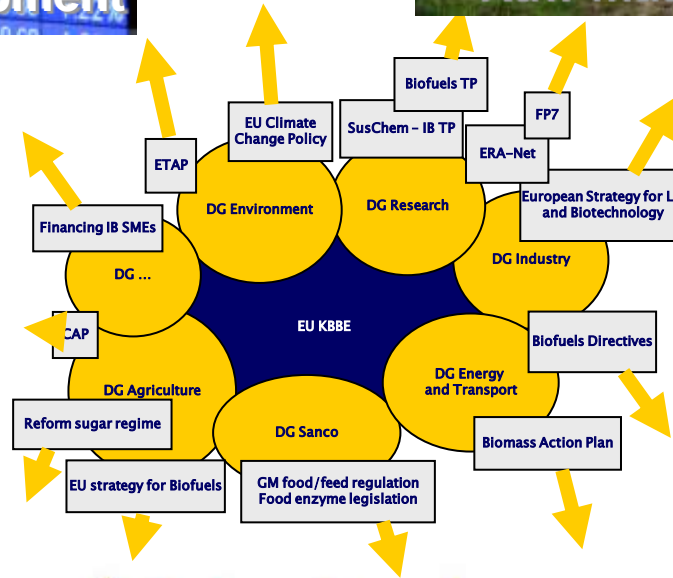 Biofuels TP
EU Climate
Change Policy
SusChem – IB TP
FP7
ETAP
ERA-Net
European Strategy for L
and Biotechnology
DG Environment
DG Research
Financing IB SMEs
DG ...
DG Industry
EU KBBE
CAP
Biofuels Directives
DG Agriculture
DG Energy
and Transport
Reform sugar regime
DG Sanco
Biomass Action Plan
EU strategy for Biofuels
GM food/feed regulation
Food enzyme legislation